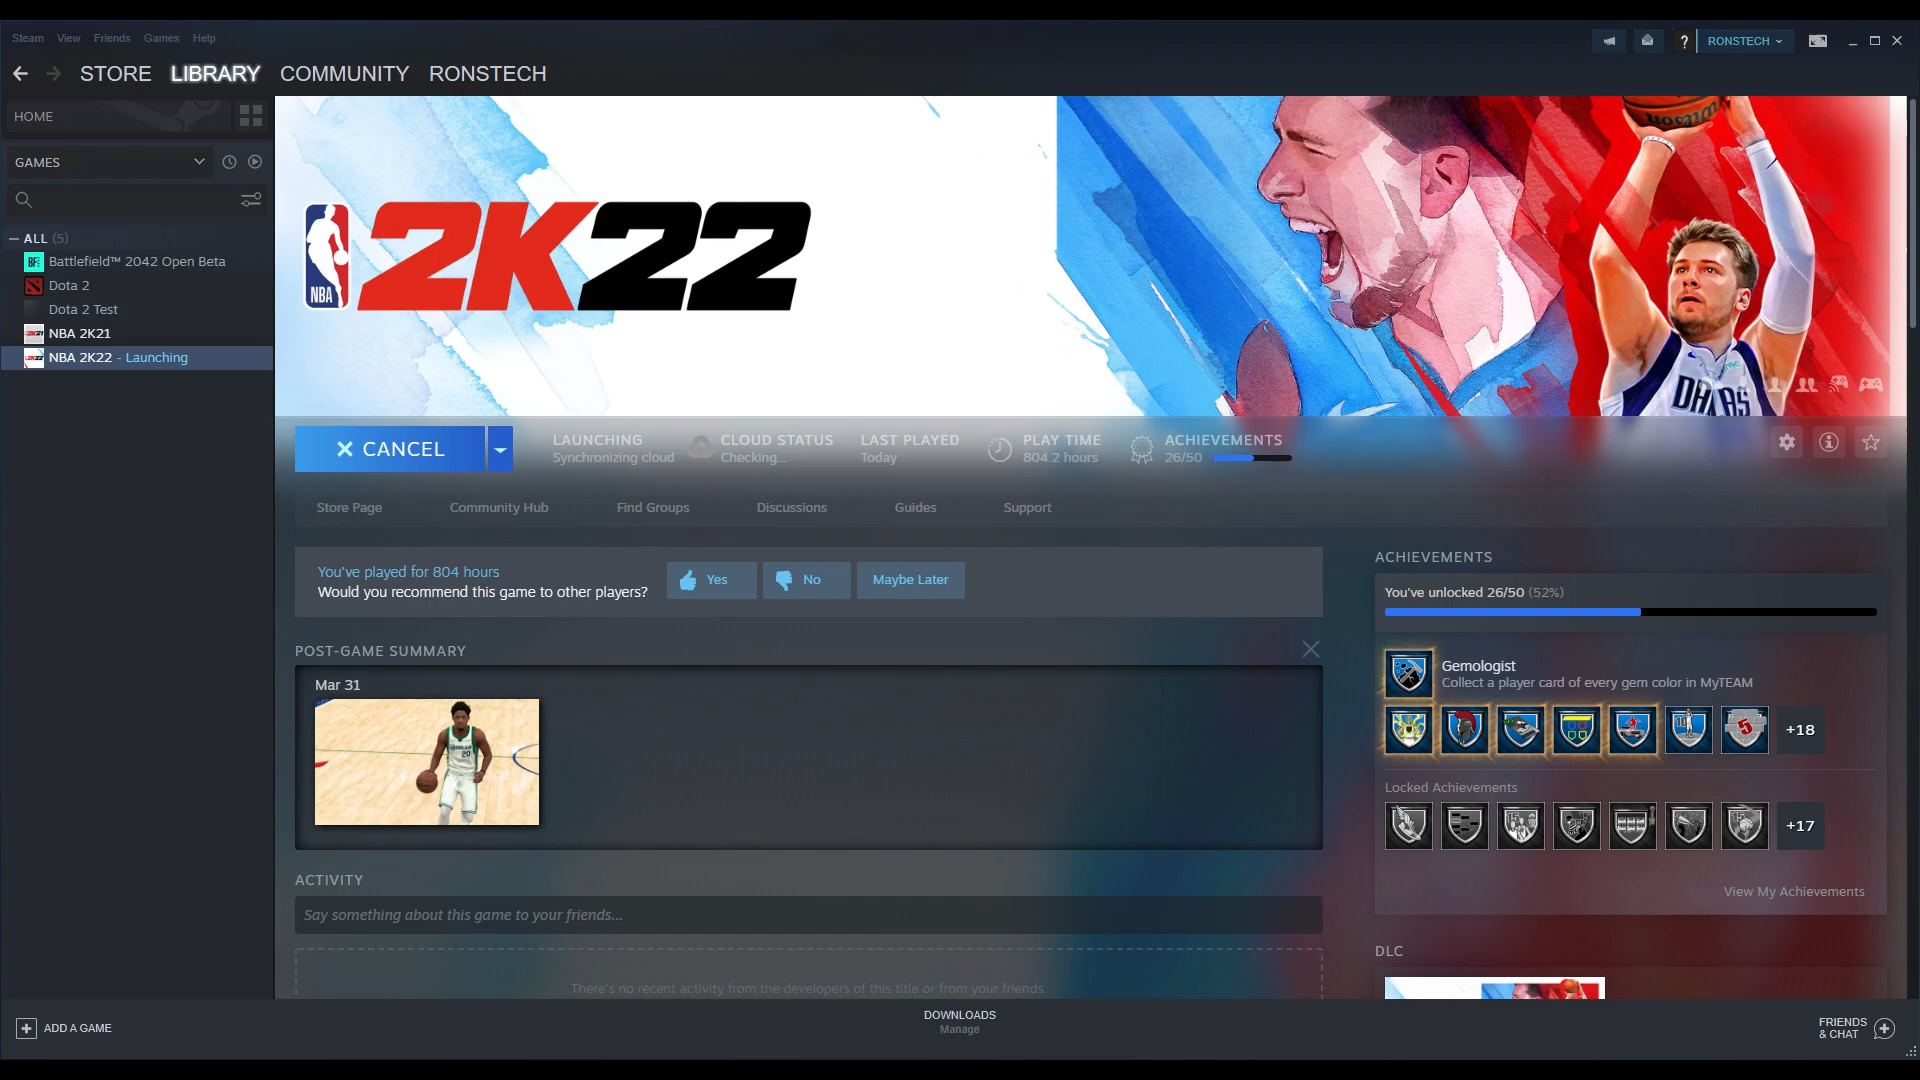 Steam View Friends Games Help
RONSTECH
STORE LIBRARY COMMUNITY RONSTECH
HOME
GAMES
— ALL (5)
Battlefield™ 2042 Open Beta
Dota 2
Dota 2 Test
NBA 2K21
NBA 2K22 - Launching
NBA
2K22
Wilson
CANCEL
LAUNCHING
Synchronizing cloud
CLOUD STATUS
Checking...
LAST PLAYED
Today
PLAY TIME
804.2 hours
ACHIEVEMENTS
26/50
Store Page Community Hub Find Groups Discussions Guides Support
You've played for 804 hours
Would you recommend this game to other players?
Yes No Maybe Later
POST-GAME SUMMARY
Mar 31
20
ACTIVITY
Say something about this game to your friends...
There's no recent activity from the developers of this title or from your friends.
ACHIEVEMENTS
You've unlocked 26/50 (52%)
Gemologist
Collect a player card of every gem color in MyTEAM
+18
Locked Achievements
+17
View My Achievements
DLC
ADD A GAME
DOWNLOADS
Manage
FRIENDS
& CHAT